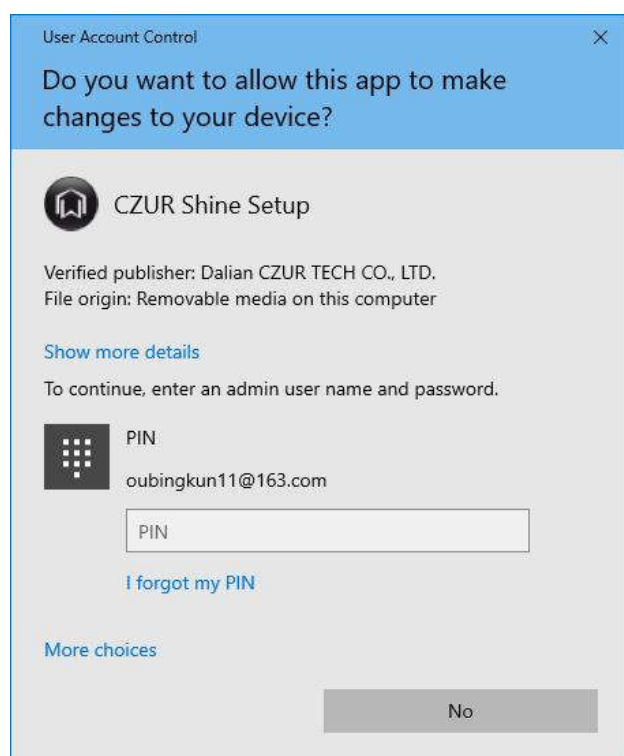 User Account Control
Do you want to allow this app to make
changes to your device?
CZUR Shine Setup
Verified publisher: Dalian CZUR TECH CO., LTD.
File origin: Removable media on this computer
Show more details
To continue, enter an admin user name and password.
PIN
oubingkun11@163.com
PIN
I forgot my PIN
More choices
No